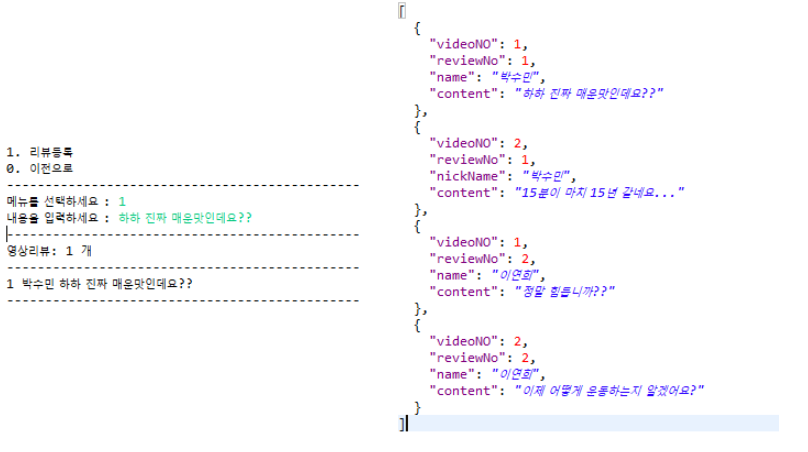 1. 리뷰등록
0. 이전으로
------------------------------------------------
메뉴를 선택하세요 : 1
내용을 입력하세요 : 하하 진짜 매운맛인데요??
------------------------------------------------
영상리뷰: 1 개
------------------------------------------------
1 박수민 하하 진짜 매운맛인데요??
------------------------------------------------
[
{
"videoNO": 1,
"reviewNo": 1,
"name": "박수민",
"content": "하하 진짜 매운맛인데요??"
},
{
"videoNO": 2,
"reviewNo": 1,
"nickName": "박수민",
"content": "15분이 마치 15년 같네요..."
},
{
"videoNO": 1,
"reviewNo": 2,
"name": "이연희",
"content": "정말 힘듭니까??"
},
{
"videoNO": 2,
"reviewNo": 2,
"name": "이연희",
"content": "이제 어떻게 운동하는지 알겠어요?"
}
]